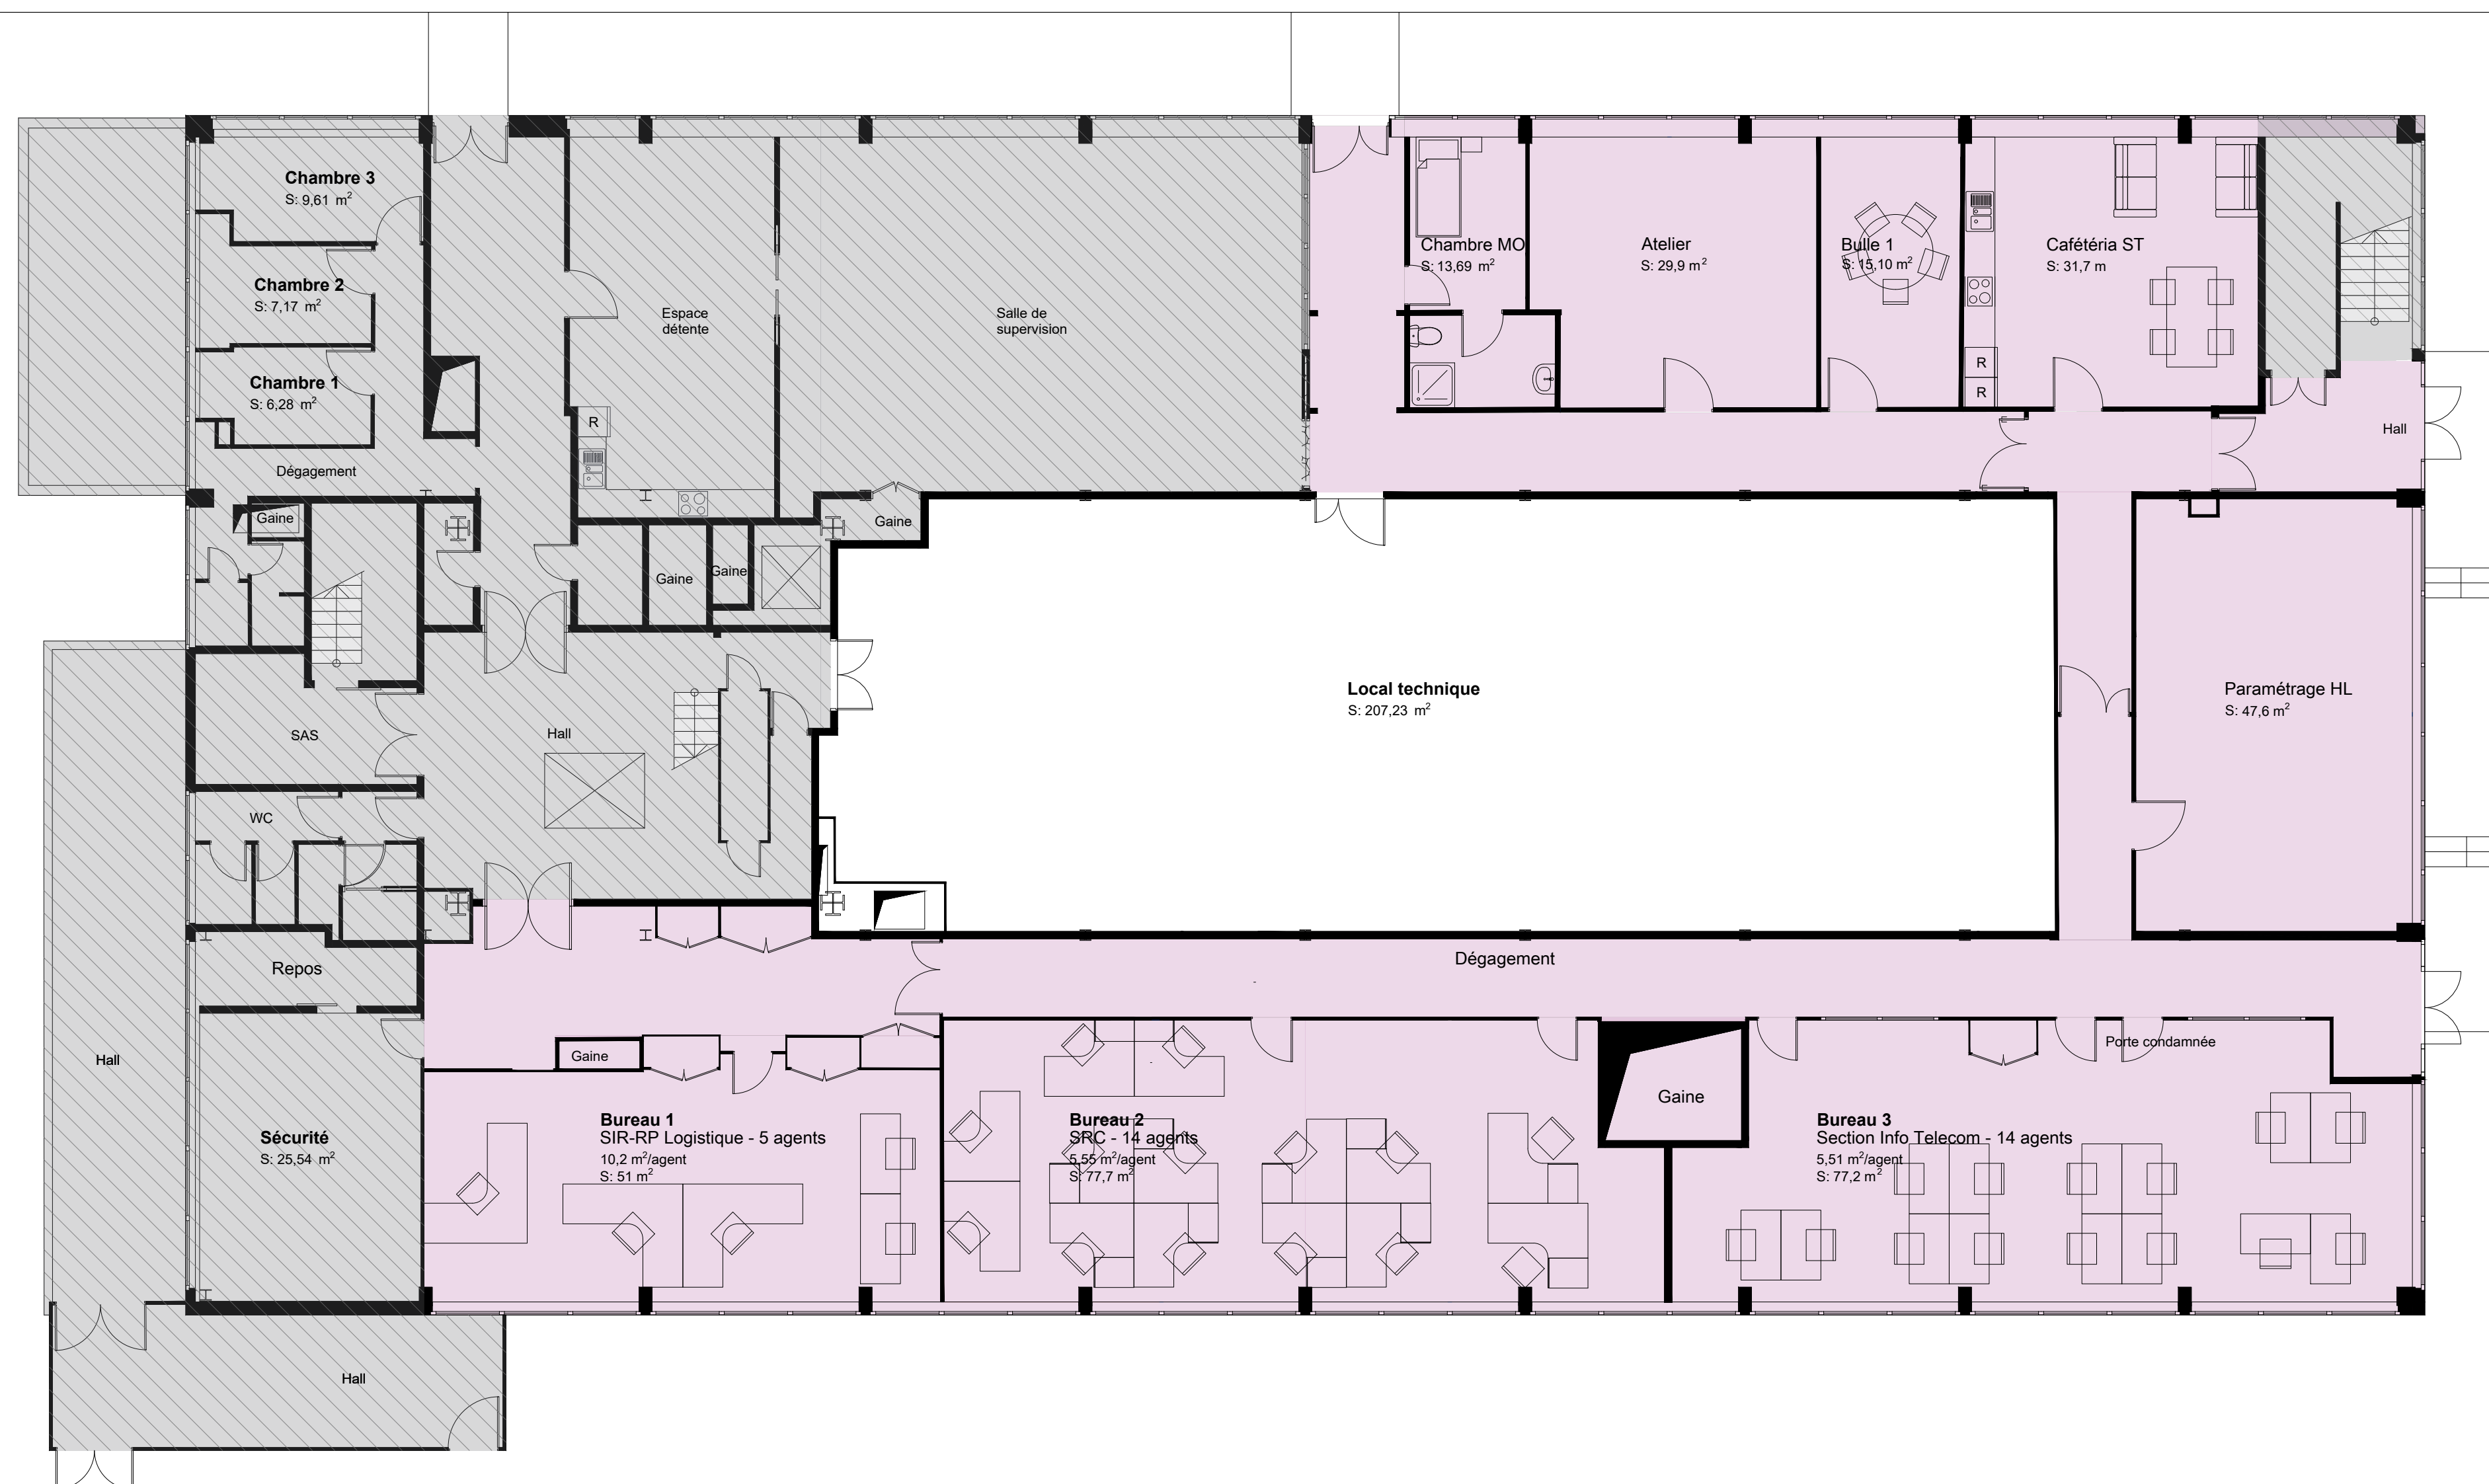 Chambre 3
S: 9,61 m²
Chambre 2
S: 7,17 m²
Chambre 1
S: 6,28 m²
Dégagement
Espace
détente
Salle de
supervision
R
Chambre MO
S: 13,69 m²
Atelier
S: 29,9 m²
Bulle 1
S: 15,10 m²
Cafétéria ST
S: 31,7 m
R
R
Hall
Gaine
Gaine
Gaine
Gaine
SAS
Hall
WC
Local technique
S: 207,23 m²
Paramétrage HL
S: 47,6 m²
Repos
Dégagement
Hall
Sécurité
S: 25,54 m²
Gaine
Bureau 1
SIR-RP Logistique - 5 agents
10,2 m²/agent
S: 51 m²
Bureau 2
SRC - 14 agents
5,55 m²/agent
S: 77,7 m²
Gaine
Porte condamnée
Bureau 3
Section Info Telecom - 14 agents
5,51 m²/agent
S: 77,2 m²
Hall